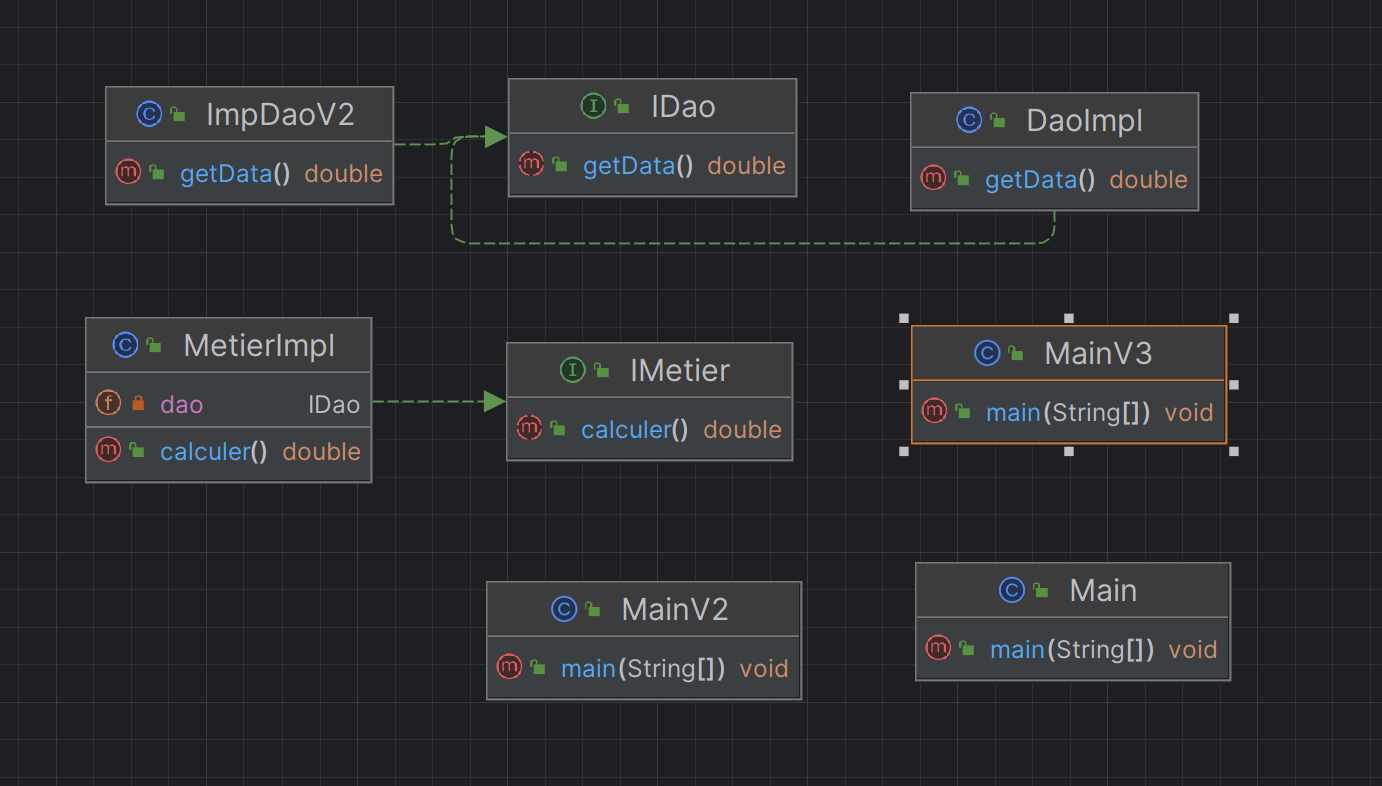 ImpDaoV2
getData() double
IDao
getData() double
DaoImpl
getData() double
MetierImpl
dao IDao
calculer() double
IMetier
calculer() double
MainV3
main(String[]) void
MainV2
main(String[]) void
Main
main(String[]) void